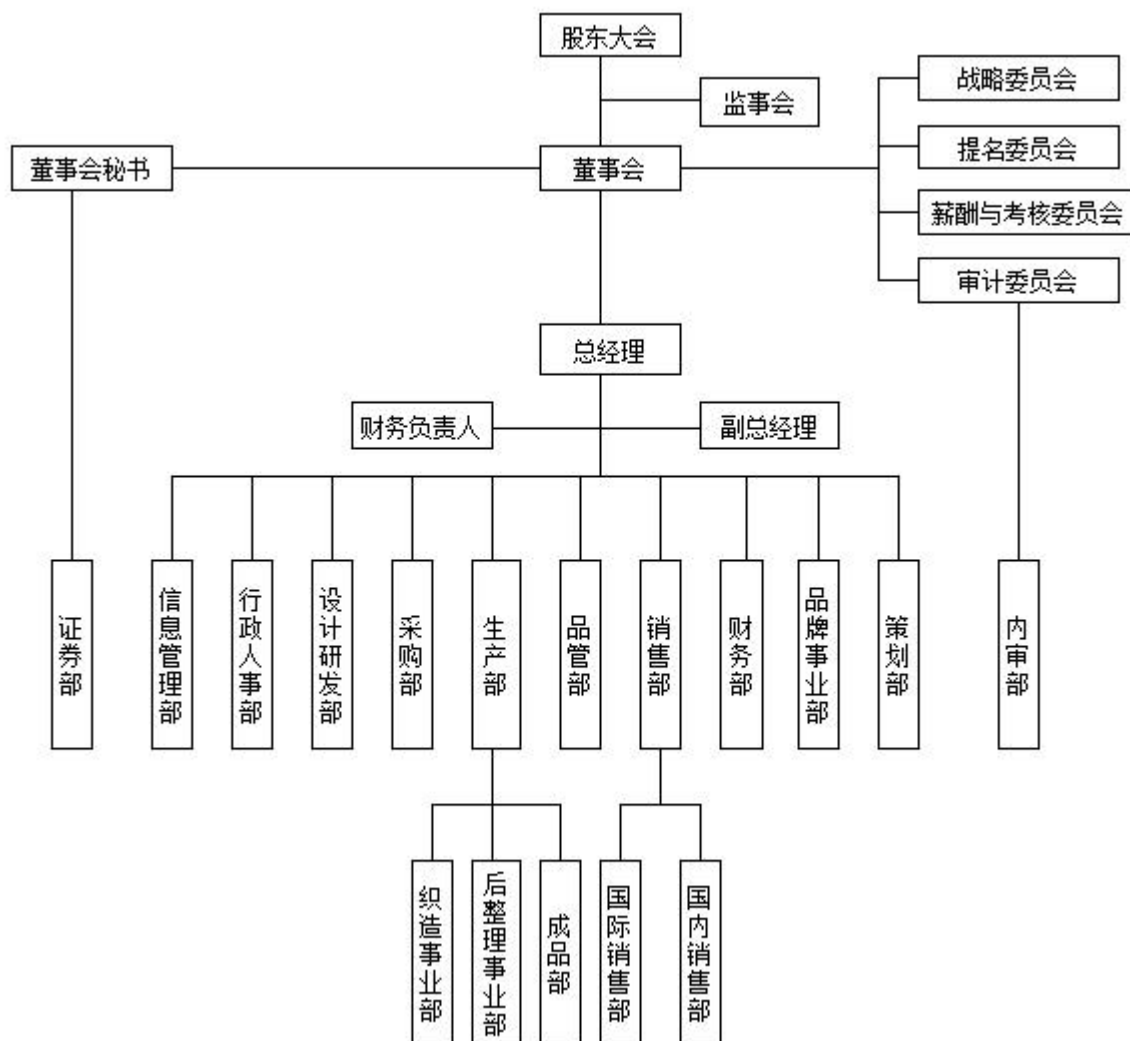 股东大会
监事会
战略委员会
提名委员会
董事会秘书
董事会
薪酬与考核委员会
审计委员会
总经理
财务负责人
副总经理
证券部
信息管理部
行政人事部
设计研发部
采购部
生产部
品管部
销售部
财务部
品牌事业部
策划部
内审部
织造事业部
后整理事业部
成品部
国际销售部
国内销售部